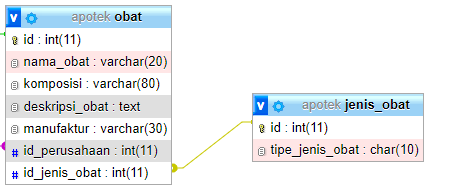 v apotek obat
id : int(11)
nama_obat : varchar(20)
komposisi : varchar(80)
deskripsi_obat : text
manufaktur : varchar(30)
# id_perusahaan : int(11)
# id_jenis_obat : int(11)
v apotek jenis_obat
id : int(11)
tipe_jenis_obat : char(10)